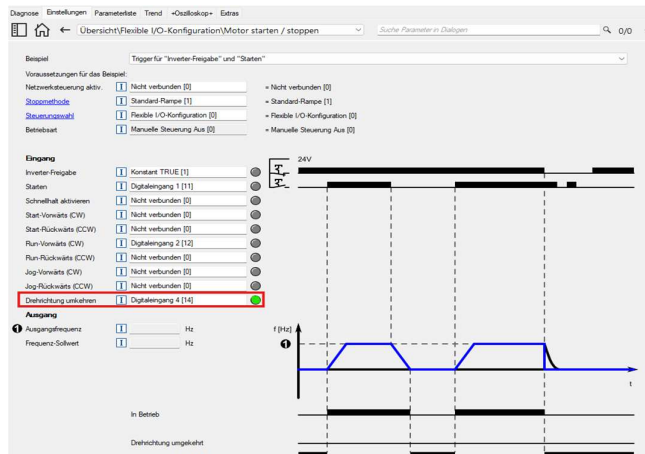 Diagnose Einstellungen Parameterliste Trend +Oszilloskop+ Extras
Übersicht\Flexible I/O-Konfiguration\Motor starten / stoppen Suche Parameter in Dialogen 0/0
Beispiel Trigger für "Inverter-Freigabe" und "Starten"
Voraussetzungen für das Beispiel:
Netzwerksteuerung aktiv. Nicht verbunden [0] = Nicht verbunden [0]
Stoppmethode Standard-Rampe [1] = Standard-Rampe [1]
Steuerungswahl Flexible I/O-Konfiguration [0] = Flexible I/O-Konfiguration [0]
Betriebsart Manuelle Steuerung Aus [0] = Manuelle Steuerung Aus [0]
Eingang 24V
Inverter-Freigabe Konstant TRUE [1]
Starten Digitaleingang 1 [11]
Schnellhalt aktivieren Nicht verbunden [0]
Start-Vorwärts (CW) Nicht verbunden [0]
Start-Rückwärts (CCW) Nicht verbunden [0]
Run-Vorwärts (CW) Digitaleingang 2 [12]
Run-Rückwärts (CCW) Nicht verbunden [0]
Jog-Vorwärts (CW) Nicht verbunden [0]
Jog-Rückwärts (CCW) Nicht verbunden [0]
Drehrichtung umkehren Digitaleingang 4 [14]
Ausgang
1 Ausgangsfrequenz Hz f [Hz]
Frequenz-Sollwert Hz 1
t
In Betrieb
Drehrichtung umgekehrt